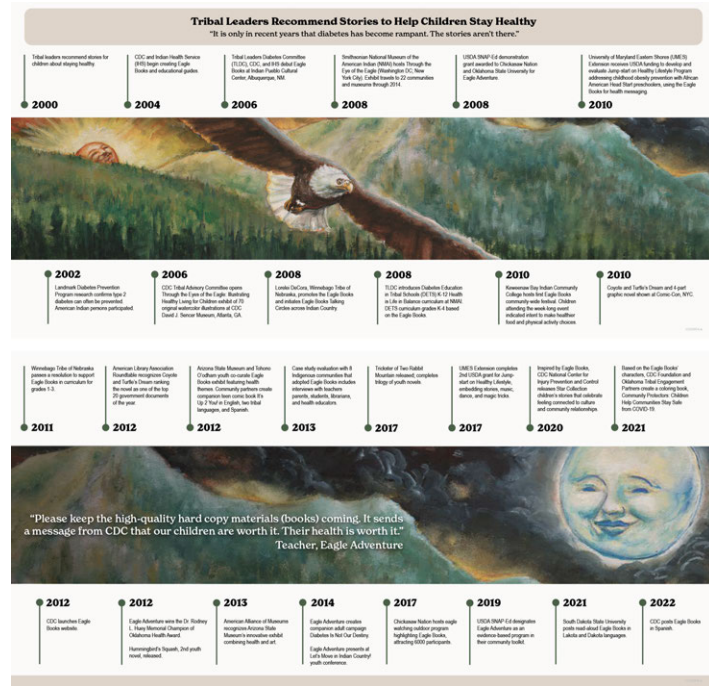 Tribal Leaders Recommend Stories to Help Children Stay Healthy
“It is only in recent years that diabetes has become rampant. The stories aren’t there.”
Tribal leaders recommend stories for
children about staying healthy.
2000
CDC and Indian Health Service
(IHS) begin creating Eagle
Books and educational guides.
2004
Tribal Leaders Diabetes Committee
(TLDC), CDC, and IHS debut Eagle
Books at Indian Pueblo Cultural
Center, Albuquerque, NM.
2006
Smithsonian National Museum of the
American Indian (NMAI) hosts Through the
Eye of the Eagle (Washington DC, New
York City). Exhibit travels to 22 communities
and museums through 2014.
2008
USDA SNAP-Ed demonstration
grant awarded to Chickasaw Nation
and Oklahoma State University for
Eagle Adventure.
2008
University of Maryland Eastern Shores (UMES)
Extension receives USDA funding to develop and
evaluate Jump-start on Healthy Lifestyle Program
addressing childhood obesity prevention with African
American Head Start preschoolers, using the Eagle
Books for health messaging.
2010
2002
Landmark Diabetes Prevention
Program research confirms type 2
diabetes can often be prevented.
American Indian persons participated.
2006
CDC Tribal Advisory Committee opens
Through the Eyes of the Eagle: Illustrating
Healthy Living for Children exhibit of 70
original watercolor illustrations at CDC
David J. Sencer Museum, Atlanta, GA.
2008
Lorelei DeCora, Winnebago Tribe of
Nebraska, promotes the Eagle Books
and initiates Eagle Books Talking
Circles across Indian Country.
2008
TLDC introduces Diabetes Education
in Tribal Schools (DETS) K-12 Health
is Life in Balance curriculum at NMAI.
DETS curriculum grades K-4 based
on the Eagle Books.
2010
Keweenaw Bay Indian Community
College hosts first Eagle Books
community-wide festival. Children
attending the week-long event
indicated intent to make healthier
food and physical activity choices.
2010
Coyote and Turtle’s Dream and 4-part
graphic novel shown at Comic-Con, NYC.
Winnebago Tribe of Nebraska
passes a resolution to support
Eagle Books in curriculum for
grades 1-3.
2011
American Library Association
Roundtable recognizes Coyote
and Turtle’s Dream ranking
the novel as one of the top
20 government documents
of the year.
2012
Arizona State Museum and Tohono
O’odham youth co-curate Eagle
Books exhibit featuring health
themes. Community partners create
companion teen comic book It’s
Up 2 You! in English, two tribal
languages, and Spanish.
2012
Case study evaluation with 8
Indigenous communities that
adopted Eagle Books includes
interviews with teachers
parents, students, librarians,
and health educators.
2013
Trickster of Two Rabbit
Mountain released; completes
trilogy of youth novels.
2017
UMES Extension completes
2nd USDA grant for Jump-
start on Healthy Lifestyle,
embedding stories, music,
dance, and magic tricks.
2017
Inspired by Eagle Books,
CDC National Center for
Injury Prevention and Control
releases Star Collection
children’s stories that celebrate
feeling connected to culture
and community relationships.
2020
Based on the Eagle Books’
characters, CDC Foundation and
Oklahoma Tribal Engagement
Partners create a coloring book,
Community Protectors: Children
Help Communities Stay Safe
from COVID-19.
2021
“Please keep the high-quality hard copy materials (books) coming. It sends
a message from CDC that our children are worth it. Their health is worth it.”
Teacher, Eagle Adventure
2012
CDC launches Eagle
Books website.
2012
Eagle Adventure wins the Dr. Rodney
L. Huey Memorial Champion of
Oklahoma Health Award.
Hummingbird’s Squash, 2nd youth
novel, released.
2013
American Alliance of Museums
recognizes Arizona State
Museum’s innovative exhibit
combining health and art.
2014
Eagle Adventure creates
companion adult campaign
Diabetes Is Not Our Destiny.
Eagle Adventure presents at
Let’s Move in Indian Country!
youth conference.
2017
Chickasaw Nation hosts eagle
watching outdoor program
highlighting Eagle Books,
attracting 6000 participants.
2019
USDA SNAP-Ed designates
Eagle Adventure as an
evidence-based program in
their community toolkit.
2021
South Dakota State University
posts read-aloud Eagle Books in
Lakota and Dakota languages.
2022
CDC posts Eagle Books
in Spanish.